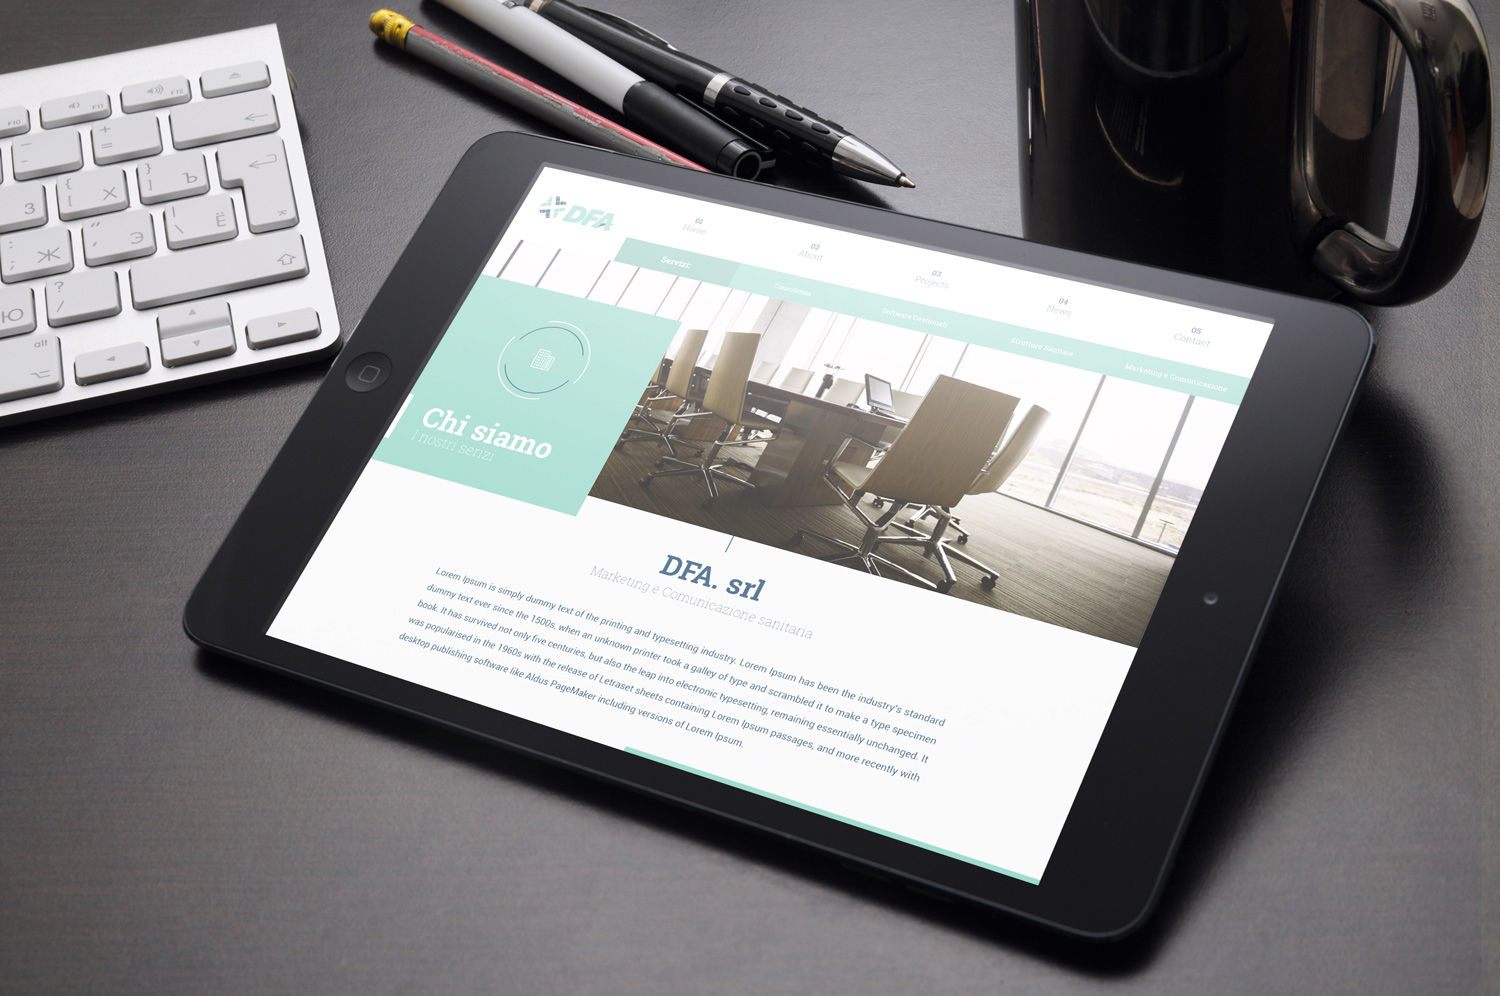 F10
F11
F12
-
+
=
З
{
[
Х
}
]
Ъ
:
;
Ж
"
'
Э
|
\
Ё
Ю
?
/
alt
DFA
01
Home
02
About
03
Projects
04
News
05
Contact
Servizi:
Consulenza
Software Gestionali
Strutture Sanitarie
Marketing e Comunicazione
Chi siamo
I nostri serizi
DFA. srl
Marketing e Comunicazione sanitaria
Lorem Ipsum is simply dummy text of the printing and typesetting industry. Lorem Ipsum has been the industry's standard
dummy text ever since the 1500s, when an unknown printer took a galley of type and scrambled it to make a type specimen
book. It has survived not only five centuries, but also the leap into electronic typesetting, remaining essentially unchanged. It
was popularised in the 1960s with the release of Letraset sheets containing Lorem Ipsum passages, and more recently with
desktop publishing software like Aldus PageMaker including versions of Lorem Ipsum.